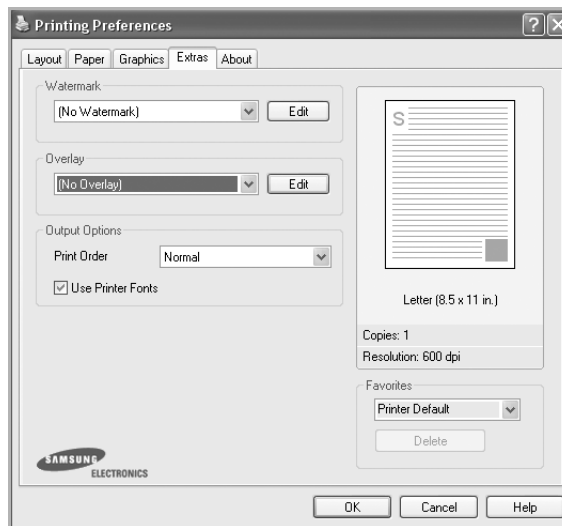 Printing Preferences
Layout Paper Graphics Extras About
Watermark
(No Watermark) Edit
Overlay
(No Overlay) Edit
Output Options
Print Order Normal
Use Printer Fonts
S
Letter (8.5 x 11 in.)
Copies: 1
Resolution: 600 dpi
Favorites
Printer Default
Delete
SAMSUNG
ELECTRONICS
OK Cancel Help